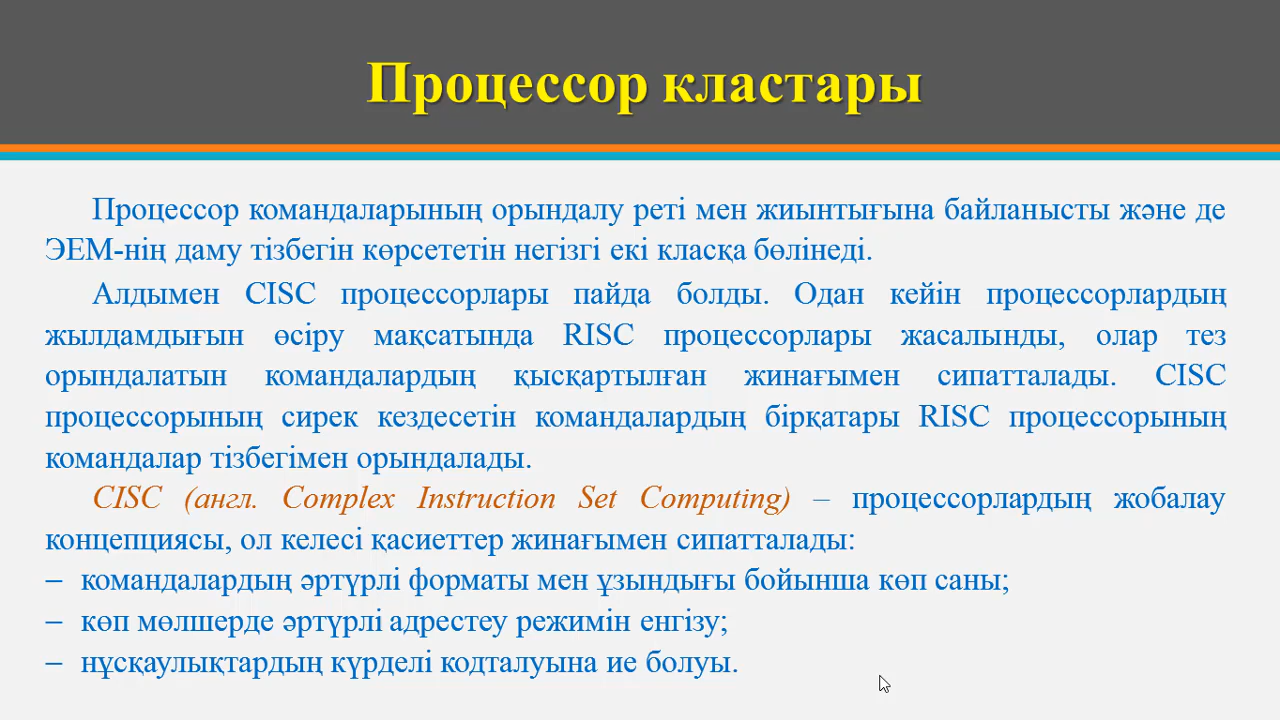 Процессор кластары
Процессор командаларының орындалу реті мен жиынтығына байланысты және де
ЭЕМ-нің даму тізбегін көрсететін негізгі екі класқа бөлінеді.
Алдымен CISC процессорлары пайда болды. Одан кейін процессорлардың
жылдамдығын өсіру мақсатында RISC процессорлары жасалынды, олар тез
орындалатын командалардың қысқартылған жинағымен сипатталады. CISC
процессорының сирек кездесетін командалардың бірқатары RISC процессорының
командалар тізбегімен орындалады.
CISC (англ. Complex Instruction Set Computing) – процессорлардың жобалау
концепциясы, ол келесі қасиеттер жинағымен сипатталады:
– командалардың әртүрлі форматы мен ұзындығы бойынша көп саны;
– көп мөлшерде әртүрлі адрестеу режимін енгізу;
– нұсқаулықтардың күрделі кодталуына ие болуы.